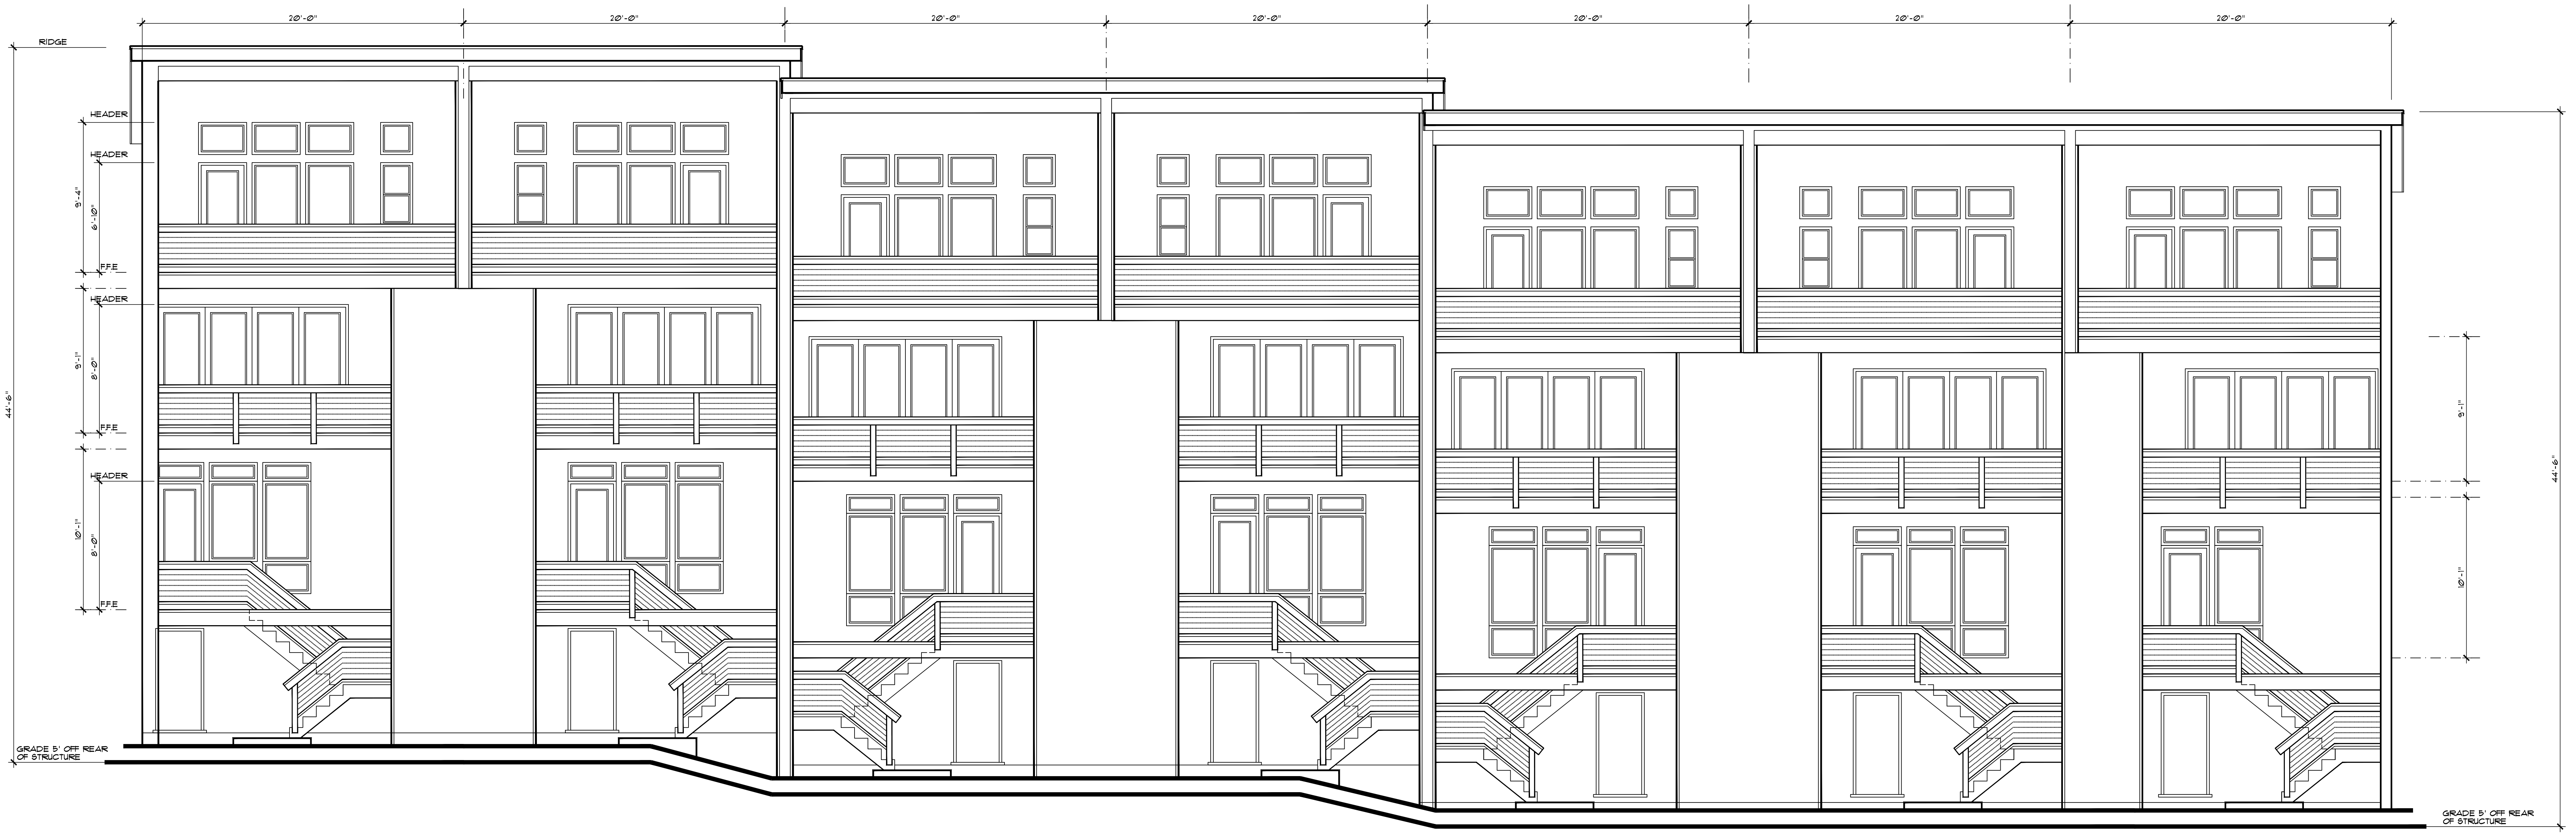 20'-0" 20'-0" 20'-0" 20'-0" 20'-0" 20'-0" 20'-0"
RIDGE
HEADER
HEADER
9'-4"
6'-10"
F.F.E
HEADER
9'-1"
8'-0"
F.F.E
44'-6"
HEADER
10'-1"
8'-0"
F.F.E
GRADE 5' OFF REAR
OF STRUCTURE
9'-1"
44'-6"
10'-1"
GRADE 5' OFF REAR
OF STRUCTURE